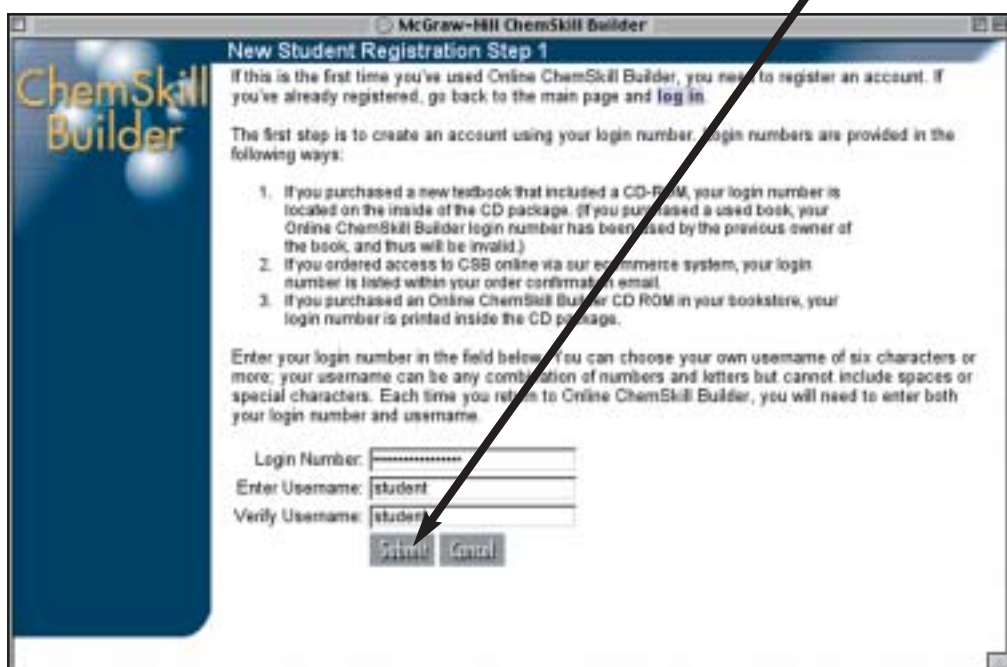 McGraw-Hill ChemSkill Builder
New Student Registration Step 1
ChemSkill
Builder
If this is the first time you've used Online ChemSkill Builder, you need to register an account. If
you've already registered, go back to the main page and log in.
The first step is to create an account using your login number. Login numbers are provided in the
following ways:
1. If you purchased a new textbook that included a CD-ROM, your login number is
located on the inside of the CD package. (If you purchased a used book, your
Online ChemSkill Builder login number has been used by the previous owner of
the book, and thus will be invalid.)
2. If you ordered access to CSB online via our ecommerce system, your login
number is listed within your order confirmation email.
3. If you purchased an Online ChemSkill Builder CD ROM in your bookstore, your
login number is printed inside the CD package.
Enter your login number in the field below. You can choose your own username of six characters or
more; your username can be any combination of numbers and letters but cannot include spaces or
special characters. Each time you return to Online ChemSkill Builder, you will need to enter both
your login number and username.
Login Number:
Enter Username: student
Verify Username: student
Submit Cancel